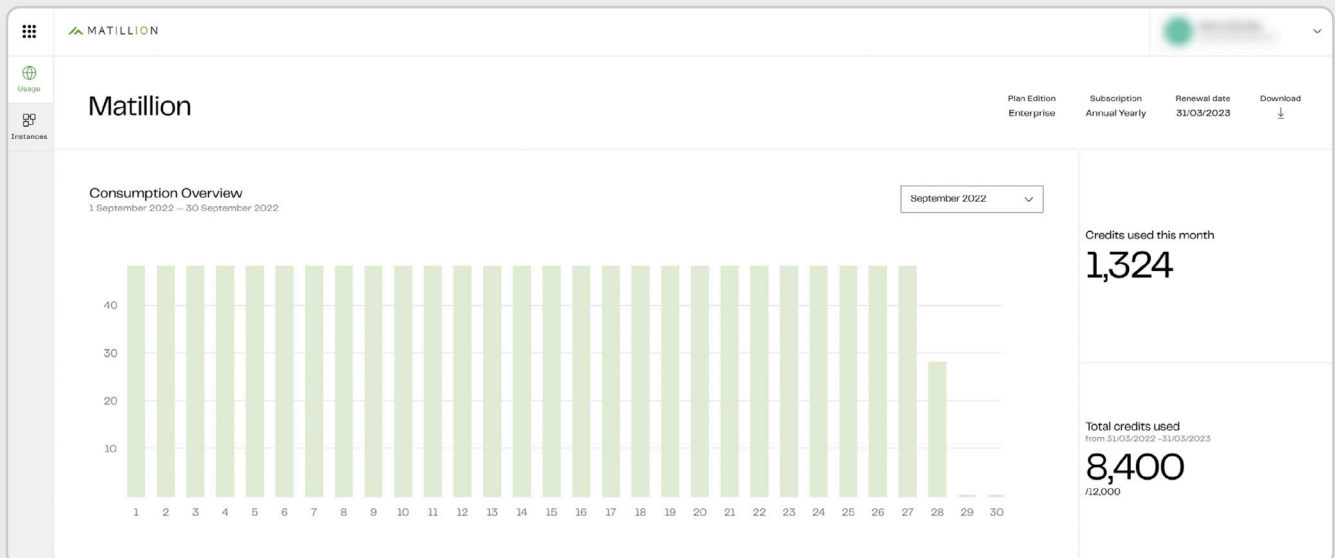 MATILLION
Usage
Instances
Matillion
Plan Edition
Enterprise
Subscription
Annual Yearly
Renewal date
31/03/2023
Download
Consumption Overview
1 September 2022 — 30 September 2022
September 2022
40
30
20
10
1 2 3 4 5 6 7 8 9 10 11 12 13 14 15 16 17 18 19 20 21 22 23 24 25 26 27 28 29 30
Credits used this month
1,324
Total credits used
from 31/03/2022 -31/03/2023
8,400
/12,000